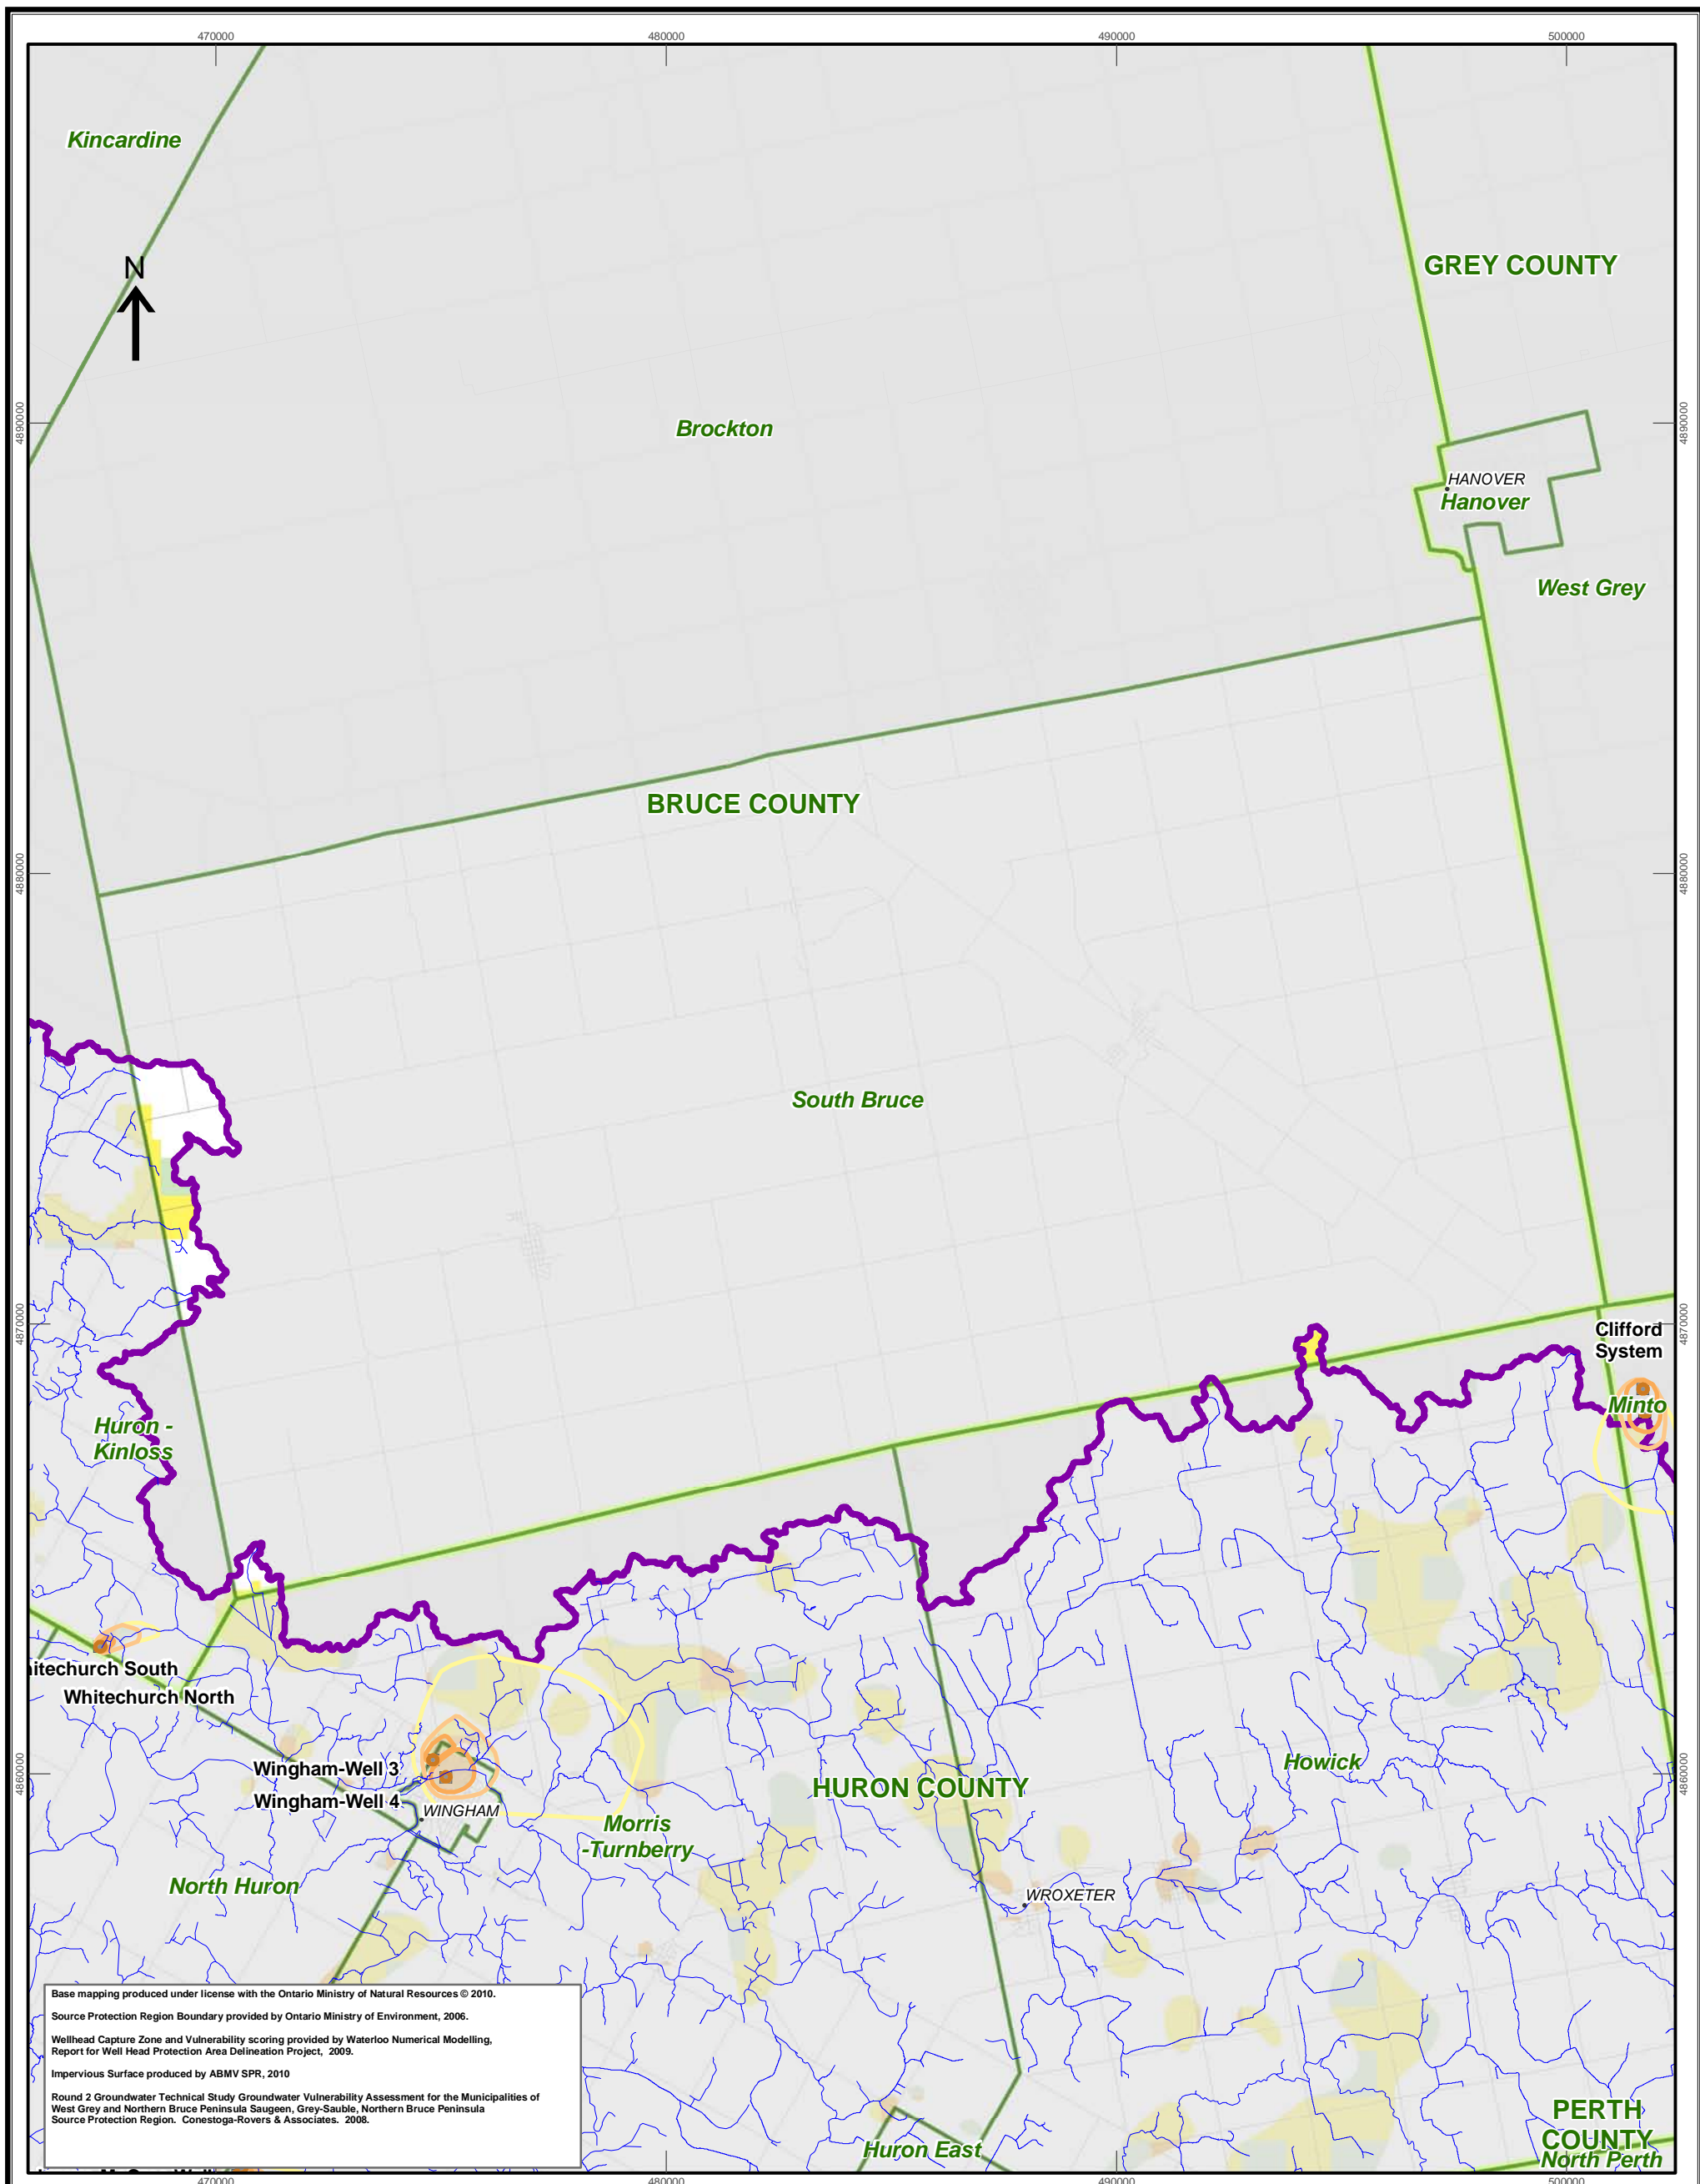 470000
480000
490000
500000
Kincardine
N
GREY COUNTY
4890000
4890000
Brockton
HANOVER
Hanover
West Grey
BRUCE COUNTY
4880000
4880000
South Bruce
4870000
4870000
Clifford
System
Minto
Huron -
Kinloss
itechurch South
Whitechurch North
Wingham-Well 3
Wingham-Well 4
WINGHAM
HURON COUNTY
Howick
4860000
4860000
Morris
-Turnberry
North Huron
WROXETER
Base mapping produced under license with the Ontario Ministry of Natural Resources © 2010.
Source Protection Region Boundary provided by Ontario Ministry of Environment, 2006.
Wellhead Capture Zone and Vulnerability scoring provided by Waterloo Numerical Modelling,
Report for Well Head Protection Area Delineation Project, 2009.
Impervious Surface produced by ABMV SPR, 2010
Round 2 Groundwater Technical Study Groundwater Vulnerability Assessment for the Municipalities of
West Grey and Northern Bruce Peninsula Saugeen, Grey-Sauble, Northern Bruce Peninsula
Source Protection Region. Conestoga-Rovers & Associates. 2008.
PERTH
COUNTY
North Perth
Huron East
470000
480000
490000
500000